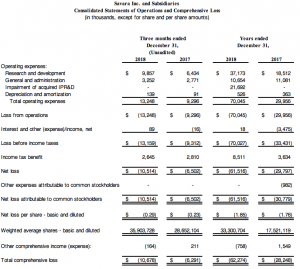 Savara Inc. and Subsidiaries
Consolidated Statements of Operations and Comprehensive Loss
(in thousands, except for share and per share amounts)
Three months ended Years ended
December 31, December 31,
(Unaudited)
2018 2017 2018 2017
Operating expenses:
Research and development $ 9,857 $ 6,434 $ 37,173 $ 18,512
General and administrative 3,252 2,771 10,654 11,081
Impairment of acquired IPR&D - - 21,692 -
Depreciation and amortization 139 91 526 363
Total operating expenses 13,248 9,296 70,045 29,956
Loss from operations $ (13,248) $ (9,296) $ (70,045) $ (29,956)
Interest and other (expense)/income, net 89 (16) 18 (3,475)
Loss before income taxes $ (13,159) $ (9,312) $ (70,027) $ (33,431)
Income tax benefit 2,645 2,810 8,511 3,634
Net loss $ (10,514) $ (6,502) $ (61,516) $ (29,797)
Other expenses attributable to common stockholders - - - (982)
Net loss attributable to common stockholders $ (10,514) $ (6,502) $ (61,516) $ (30,779)
Net loss per share - basic and diluted $ (0.29) $ (0.23) $ (1.85) $ (1.76)
Weighted average shares - basic and diluted 35,903,728 28,652,104 33,300,704 17,521,119
Other comprehensive income (expense): (164) 211 (758) 1,549
Total comprehensive loss $ (10,678) $ (6,291) $ (62,274) $ (28,248)